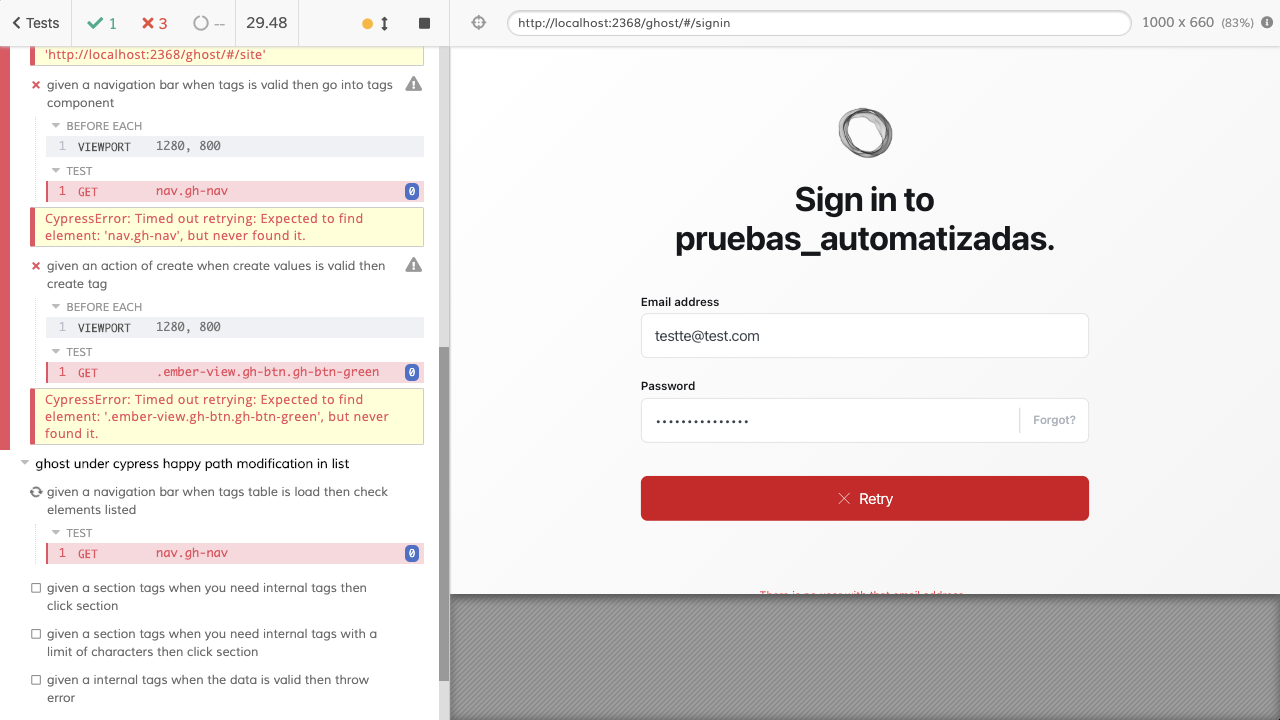 Tests
1
3
--
29.48
http://localhost:2368/ghost/#/signin
1000 x 660 (83%)
'http://localhost:2368/ghost/#/site'
given a navigation bar when tags is valid then go into tags
component
BEFORE EACH
1 VIEWPORT 1280, 800
TEST
1 GET nav.gh-nav 0
CypressError: Timed out retrying: Expected to find
element: 'nav.gh-nav', but never found it.
given an action of create when create values is valid then
create tag
BEFORE EACH
1 VIEWPORT 1280, 800
TEST
1 GET .ember-view.gh-btn.gh-btn-green 0
CypressError: Timed out retrying: Expected to find
element: '.ember-view.gh-btn.gh-btn-green', but never
found it.
ghost under cypress happy path modification in list
given a navigation bar when tags table is load then check
elements listed
TEST
1 GET nav.gh-nav 0
given a section tags when you need internal tags then
click section
given a section tags when you need internal tags with a
limit of characters then click section
given a internal tags when the data is valid then throw
error
Sign in to
pruebas_automatizadas.
Email address
testte@test.com
Password
Forgot?
Retry
There is no user with that email address.